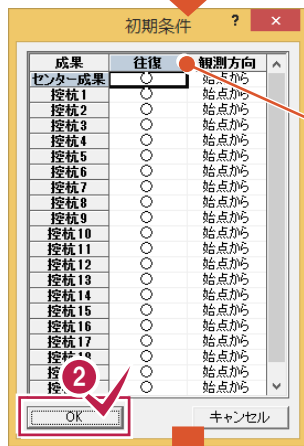 初期条件 ? ×
成果 往復 観測方向
センター成果 ○ 始点から
控杭1 ○ 始点から
控杭2 ○ 始点から
控杭3 ○ 始点から
控杭4 ○ 始点から
控杭5 ○ 始点から
控杭6 ○ 始点から
控杭7 ○ 始点から
控杭8 ○ 始点から
控杭9 ○ 始点から
控杭10 ○ 始点から
控杭11 ○ 始点から
控杭12 ○ 始点から
控杭13 ○ 始点から
控杭14 ○ 始点から
控杭15 ○ 始点から
控杭16 ○ 始点から
控杭17 ○ 始点から
控杭18 ○ 始点から
控 ○ 始点から
控 ○ 始点から
2
OK キャンセル